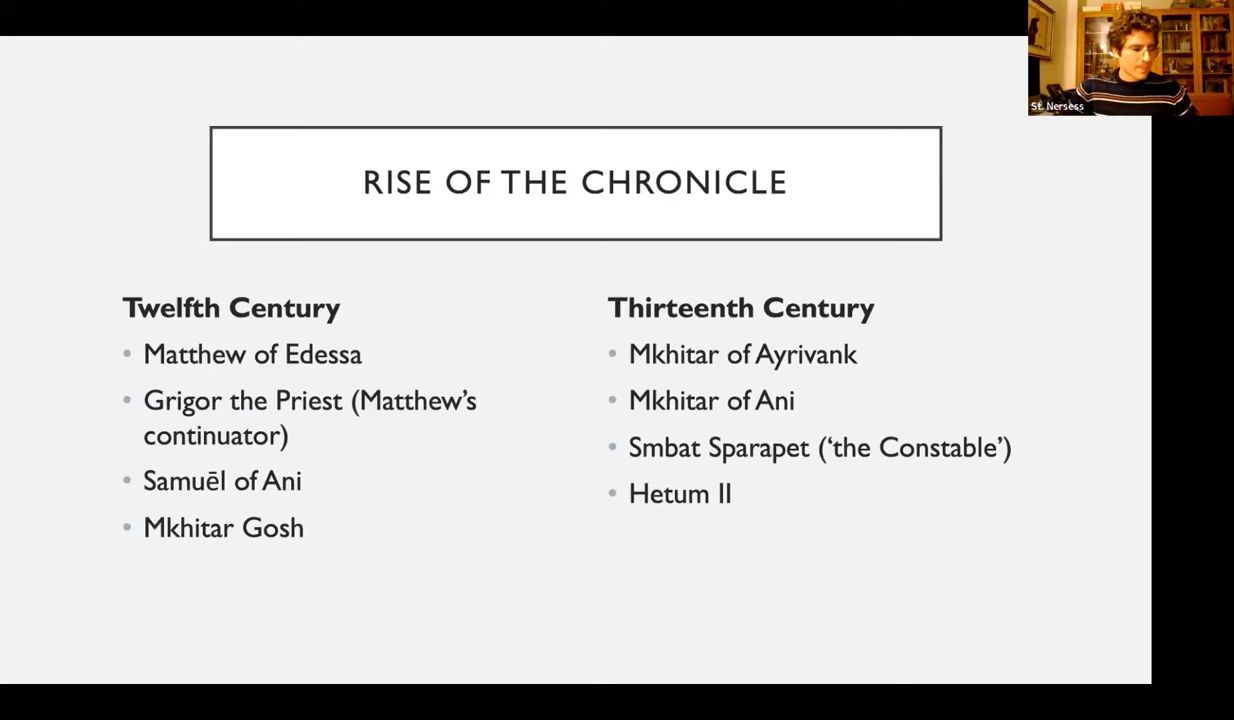 St. Nersess
RISE OF THE CHRONICLE
Twelfth Century
• Matthew of Edessa
• Grigor the Priest (Matthew's
continuator)
• Samuēl of Ani
• Mkhitar Gosh
Thirteenth Century
• Mkhitar of Ayrivank
• Mkhitar of Ani
• Smbat Sparapet (‘the Constable’)
• Hetum II